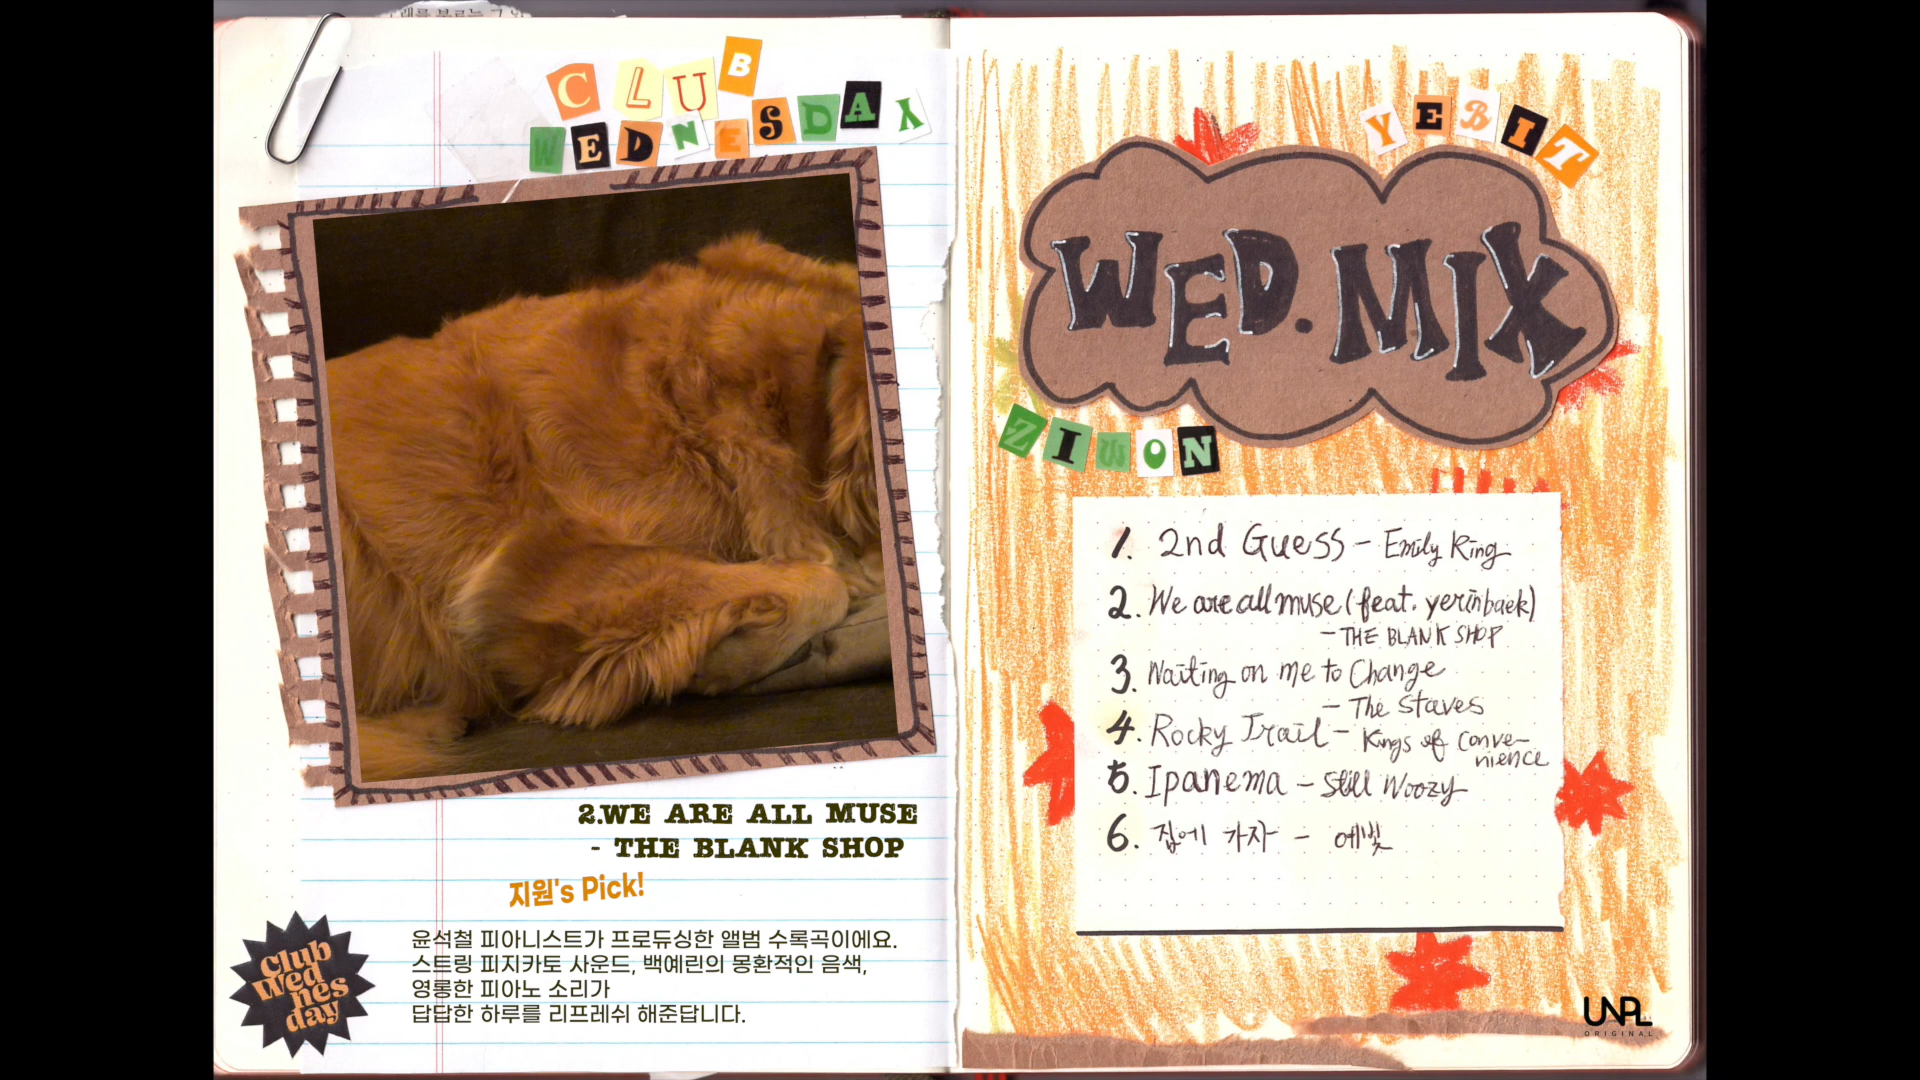 CLUB
WEDNESDAY
2.WE ARE ALL MUSE
- THE BLANK SHOP
지원's Pick!
윤석철 피아니스트가 프로듀싱한 앨범 수록곡이에요.
스트링 피지카토 사운드, 백예린의 몽환적인 음색,
영롱한 피아노 소리가
답답한 하루를 리프레쉬 해준답니다.
Club
Wed
nes
day
YEBIT
WED. MIX
ZIWON
1. 2nd Guess - Emily King
2. We are all muse (feat. yerinbaek)
- THE BLANK SHOP
3. Waiting on me to Change
- The Staves
4. Rocky Trail - Kings of Conve-
nience
5. Ipanema - Still Woozy
6. 집에 가자 - 예빛
UNPL
ORIGINAL